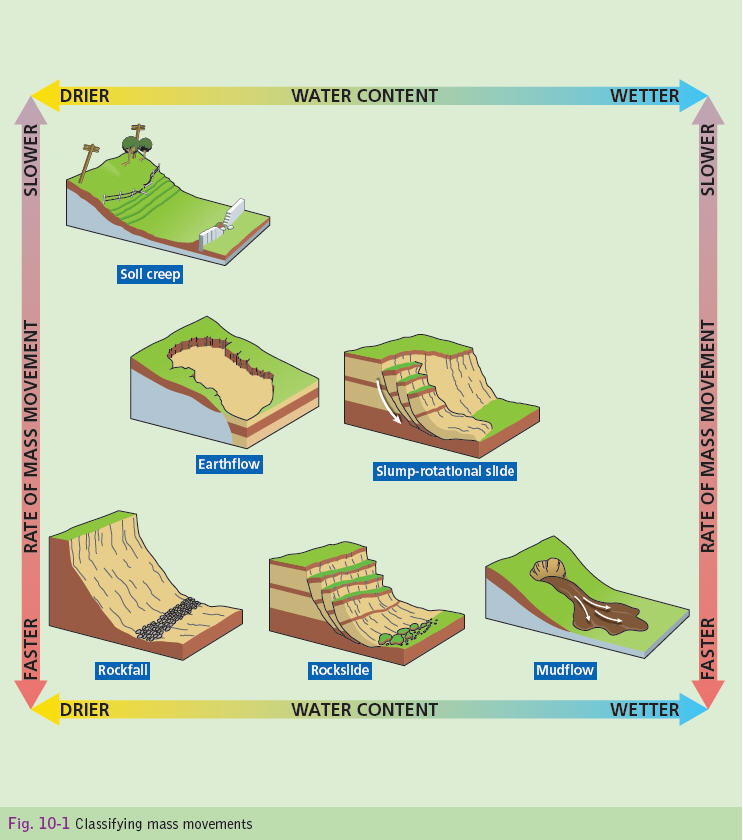 DRIER WATER CONTENT WETTER
SLOWER
SLOWER
Soil creep
RATE OF MASS MOVEMENT
RATE OF MASS MOVEMENT
Earthflow
Slump-rotational slide
FASTER
FASTER
Rockfall
Rockslide
Mudflow
DRIER WATER CONTENT WETTER
Fig. 10-1 Classifying mass movements